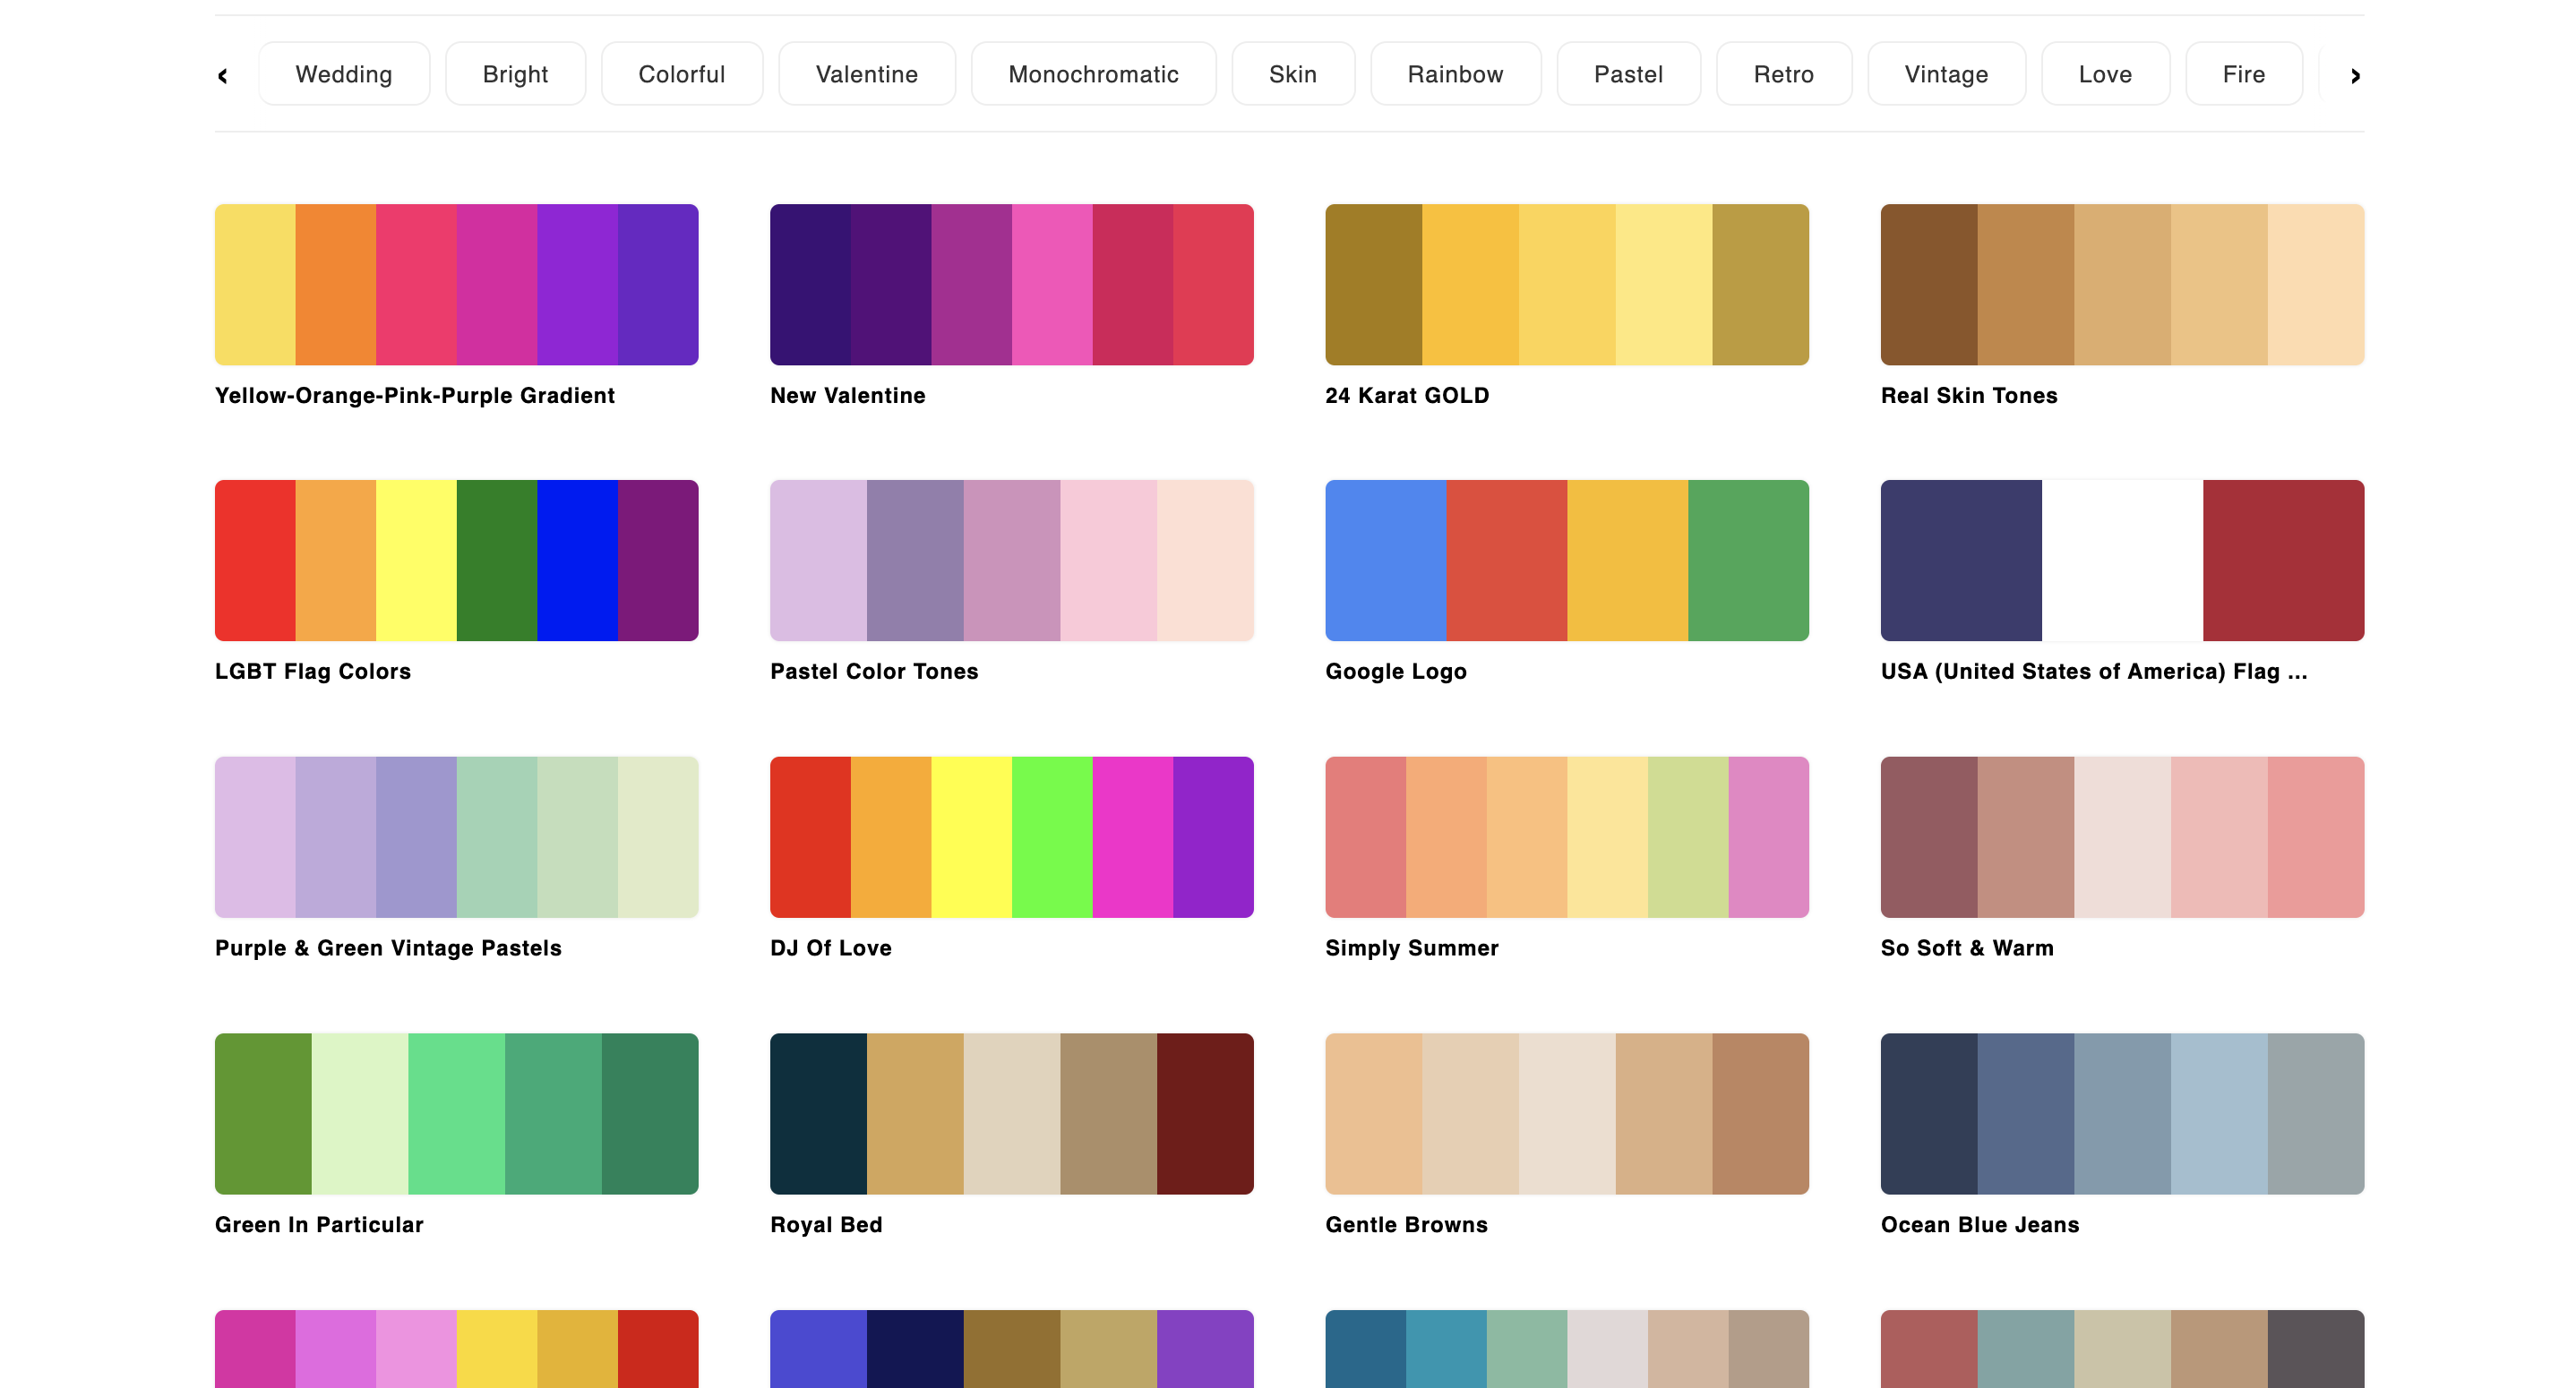 Wedding Bright Colorful Valentine Monochromatic Skin Rainbow Pastel Retro Vintage Love Fire
Yellow-Orange-Pink-Purple Gradient New Valentine 24 Karat GOLD Real Skin Tones
LGBT Flag Colors Pastel Color Tones Google Logo USA (United States of America) Flag ...
Purple & Green Vintage Pastels DJ Of Love Simply Summer So Soft & Warm
Green In Particular Royal Bed Gentle Browns Ocean Blue Jeans